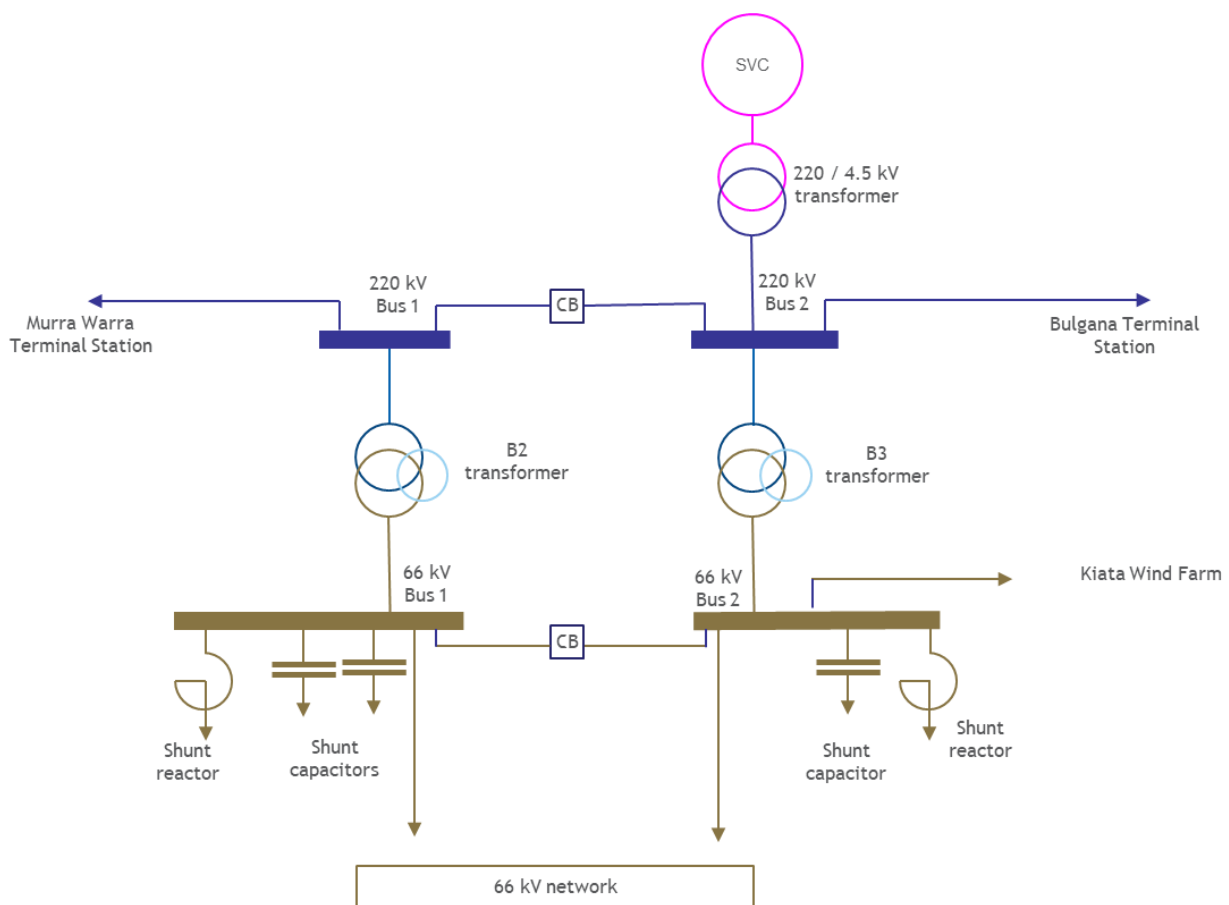 SVC
220 / 4.5 kV
transformer
220 kV
Bus 1
CB
220 kV
Bus 2
Murra Warra
Terminal Station
Bulgana Terminal
Station
B2
transformer
B3
transformer
66 kV
Bus 1
CB
66 kV
Bus 2
Kiata Wind Farm
Shunt
reactor
Shunt
capacitors
Shunt
capacitor
Shunt
reactor
66 kV network